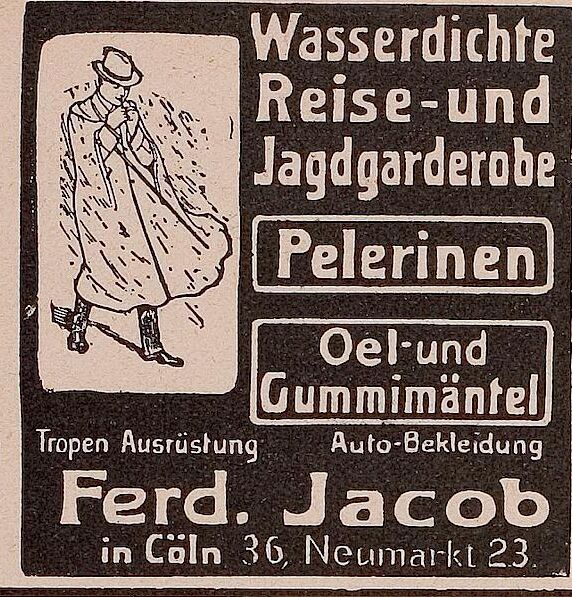 Wasserdichte
Reise-und
Jagdgarderobe
Pelerinen
Oel-und
Gummimäntel
Tropen Ausrüstung Auto-Bekleidung
Ferd. Jacob
in Cöln 36, Neumarkt 23.